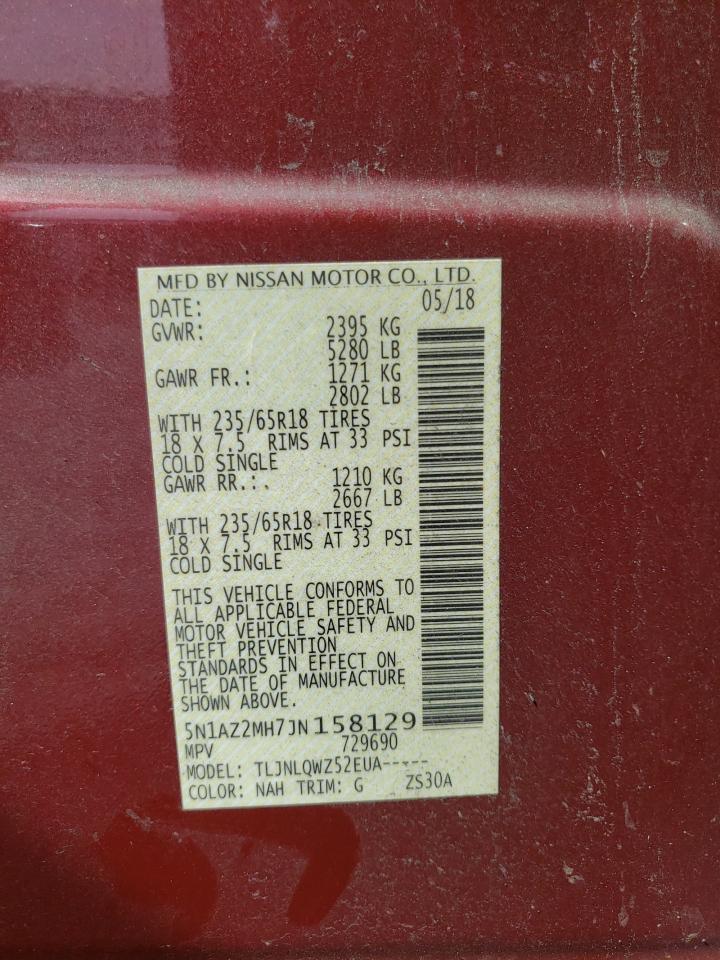 MFD BY NISSAN MOTOR CO., LTD.
DATE: 05/18
GVWR: 2395 KG
5280 LB
GAWR FR.: 1271 KG
2802 LB
WITH 235/65R18 TIRES
18 X 7.5 RIMS AT 33 PSI
COLD SINGLE
GAWR RR.:. 1210 KG
2667 LB
WITH 235/65R18 TIRES
18 X 7.5 RIMS AT 33 PSI
COLD SINGLE
THIS VEHICLE CONFORMS TO
ALL APPLICABLE FEDERAL
MOTOR VEHICLE SAFETY AND
THEFT PREVENTION
STANDARDS IN EFFECT ON
THE DATE OF MANUFACTURE
SHOWN ABOVE.
5N1AZ2MH7JN158129
MPV 729690
MODEL: TLJNLQWZ52EUA-----
COLOR: NAH TRIM: G ZS30A